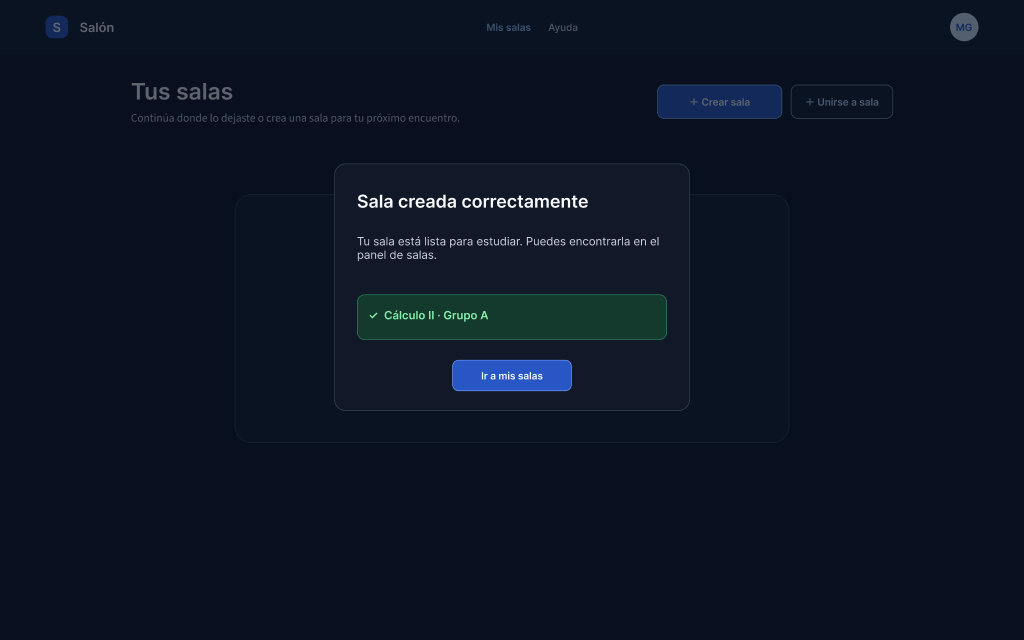 S Salón Mis salas Ayuda MG
Tus salas
Continúa donde lo dejaste o crea una sala para tu próximo encuentro.
+ Crear sala + Unirse a sala
Sala creada correctamente
Tu sala está lista para estudiar. Puedes encontrarla en el
panel de salas.
✓ Cálculo II · Grupo A
Ir a mis salas